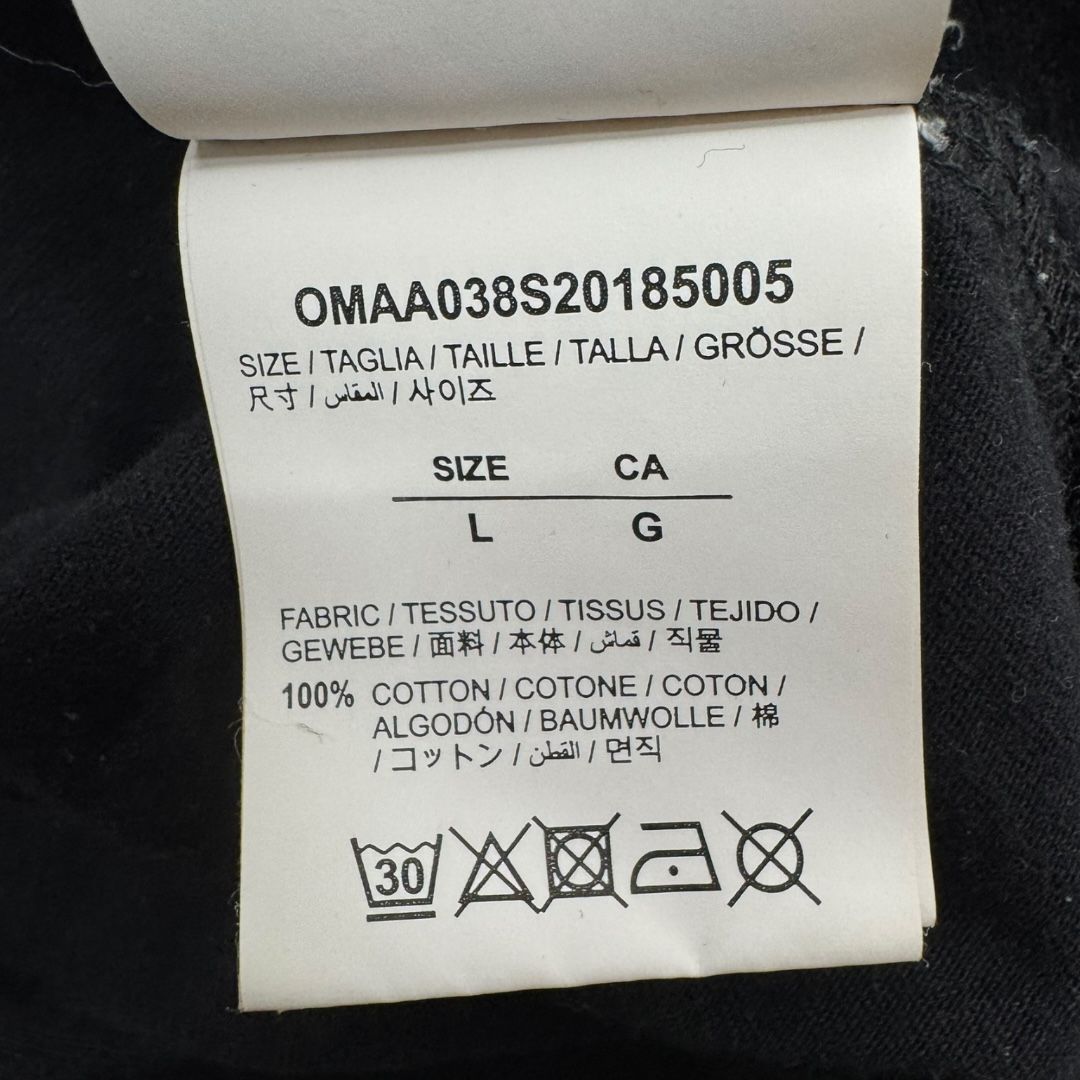 OMAA038S20185005
SIZE / TAGLIA / TAILLE / TALLA / GRÖSSE /
尺寸 / المقاس / 사이즈
SIZE CA
L G
FABRIC / TESSUTO / TISSUS / TEJIDO /
GEWEBE / 面料 / 本体 / قماش / 직물
100% COTTON / COTONE / COTON /
ALGODÓN / BAUMWOLLE / 棉
/ コットン / القطن / 면직
30